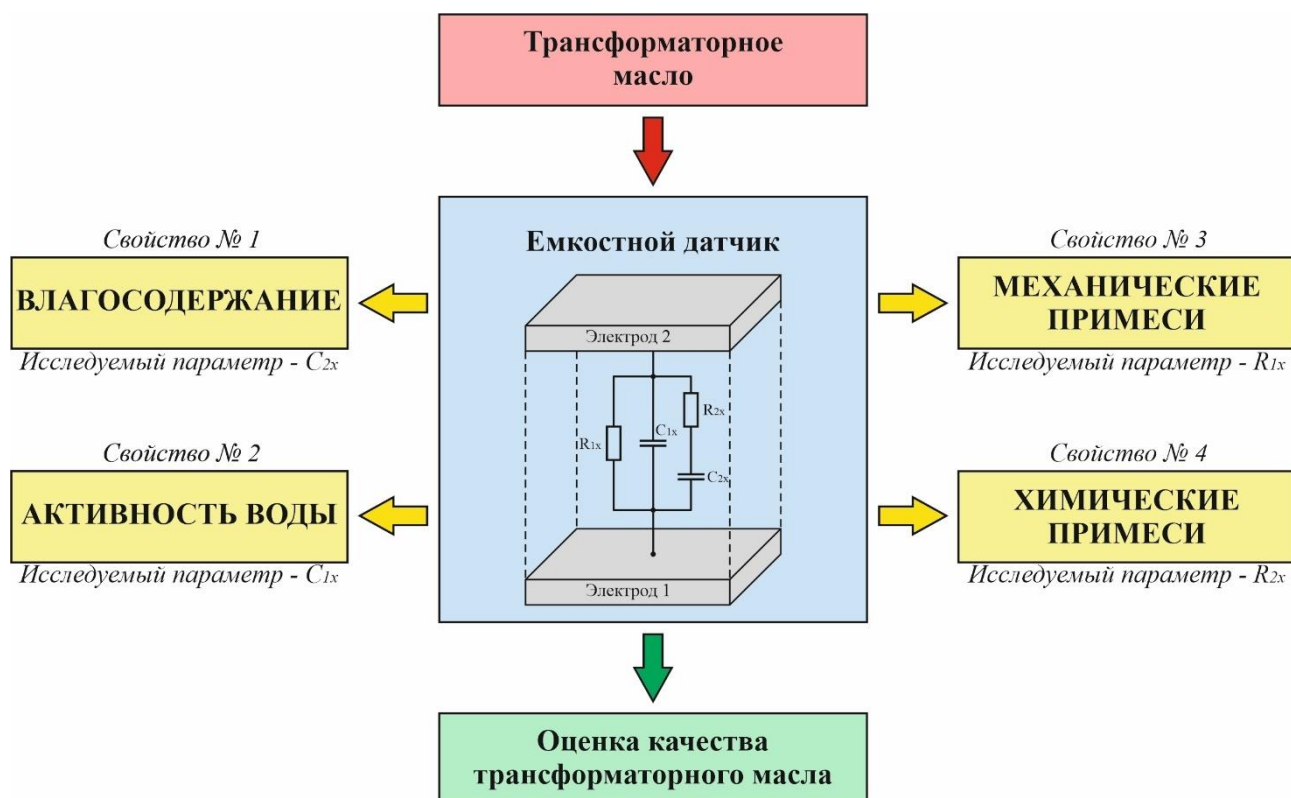 Трансформаторное
масло
Свойство № 1
ВЛАГОСОДЕРЖАНИЕ
Исследуемый параметр - C2x
Свойство № 2
АКТИВНОСТЬ ВОДЫ
Исследуемый параметр - C1x
Емкостной датчик
Электрод 2
R2x
C1x
R1x
C2x
Электрод 1
Свойство № 3
МЕХАНИЧЕСКИЕ
ПРИМЕСИ
Исследуемый параметр - R1x
Свойство № 4
ХИМИЧЕСКИЕ
ПРИМЕСИ
Исследуемый параметр - R2x
Оценка качества
трансформаторного масла